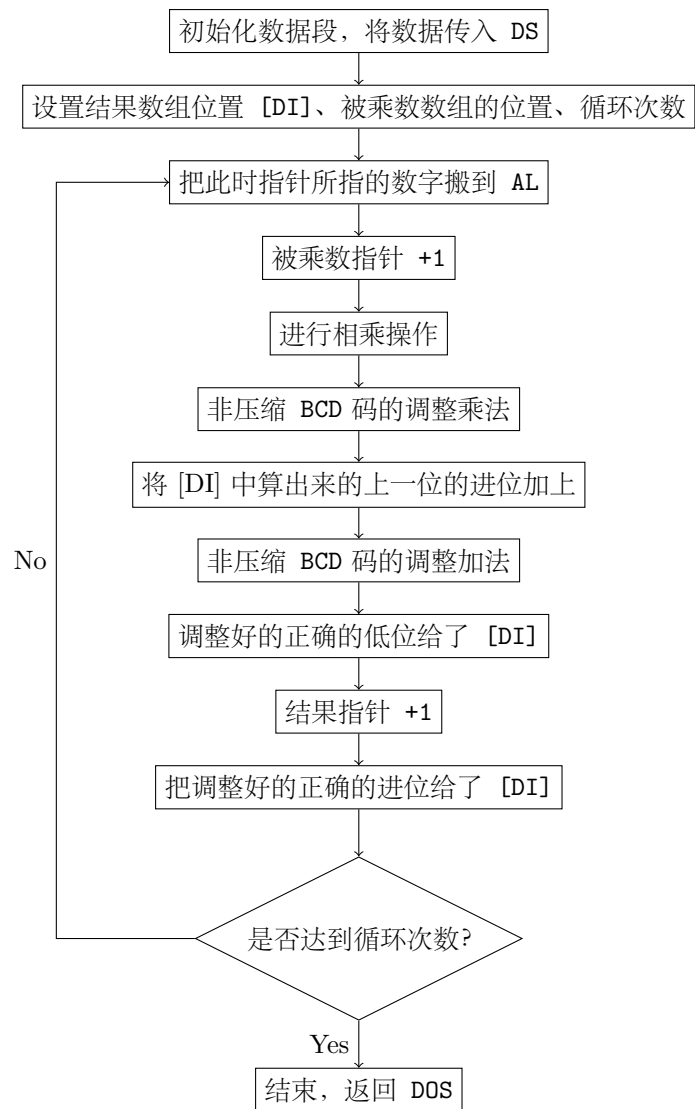 初始化数据段，将数据传入 DS
设置结果数组位置 [DI]、被乘数数组的位置、循环次数
把此时指针所指的数字搬到 AL
被乘数指针 +1
进行相乘操作
非压缩 BCD 码的调整乘法
将 [DI] 中算出来的上一位的进位加上
No
非压缩 BCD 码的调整加法
调整好的正确的低位给了 [DI]
结果指针 +1
把调整好的正确的进位给了 [DI]
是否达到循环次数?
Yes
结束，返回 DOS